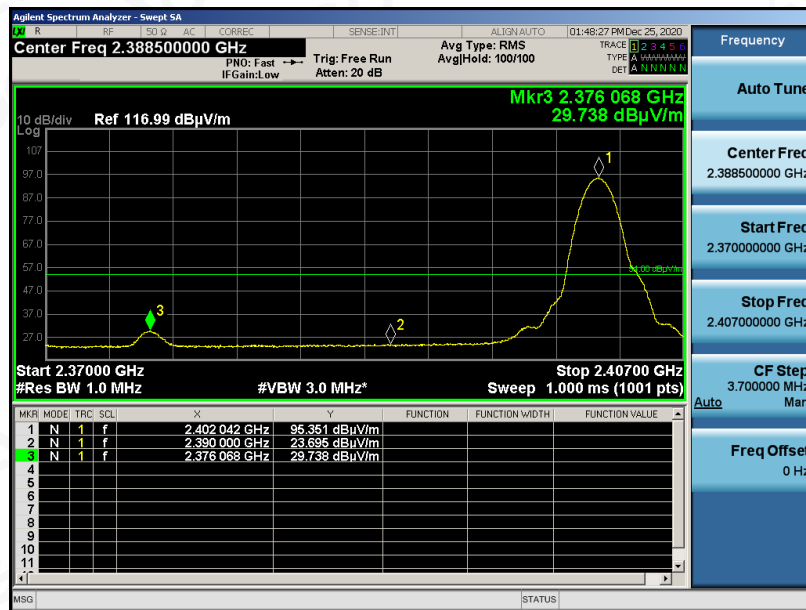 Agilent Spectrum Analyzer - Swept SA
LXI R RF 50 Ω AC CORREC SENSE:INT ALIGN AUTO 01:48:27 PM Dec 25, 2020
Center Freq 2.388500000 GHz
PNO: Fast
IFGain:Low
Trig: Free Run
Atten: 20 dB
Avg Type: RMS
Avg|Hold: 100/100
TRACE 1 2 3 4 5 6
TYPE A WWWWW
DET A N N N N N
Mkr3 2.376 068 GHz
29.738 dBµV/m
10 dB/div Ref 116.99 dBµV/m
Log
107
97.0
87.0
77.0
67.0
57.0
47.0
37.0
27.0
1
2
3
Start 2.37000 GHz Stop 2.40700 GHz
#Res BW 1.0 MHz #VBW 3.0 MHz* Sweep 1.000 ms (1001 pts)
MKR MODE TRC SCL X Y FUNCTION FUNCTION WIDTH FUNCTION VALUE
1 N 1 f 2.402 042 GHz 95.351 dBµV/m
2 N 1 f 2.390 000 GHz 23.695 dBµV/m
3 N 1 f 2.376 068 GHz 29.738 dBµV/m
4
5
6
7
8
9
10
11
MSG STATUS
Frequency
Auto Tune
Center Freq
2.388500000 GHz
Start Freq
2.370000000 GHz
Stop Freq
2.407000000 GHz
CF Step
3.700000 MHz
Auto Man
Freq Offset
0 Hz